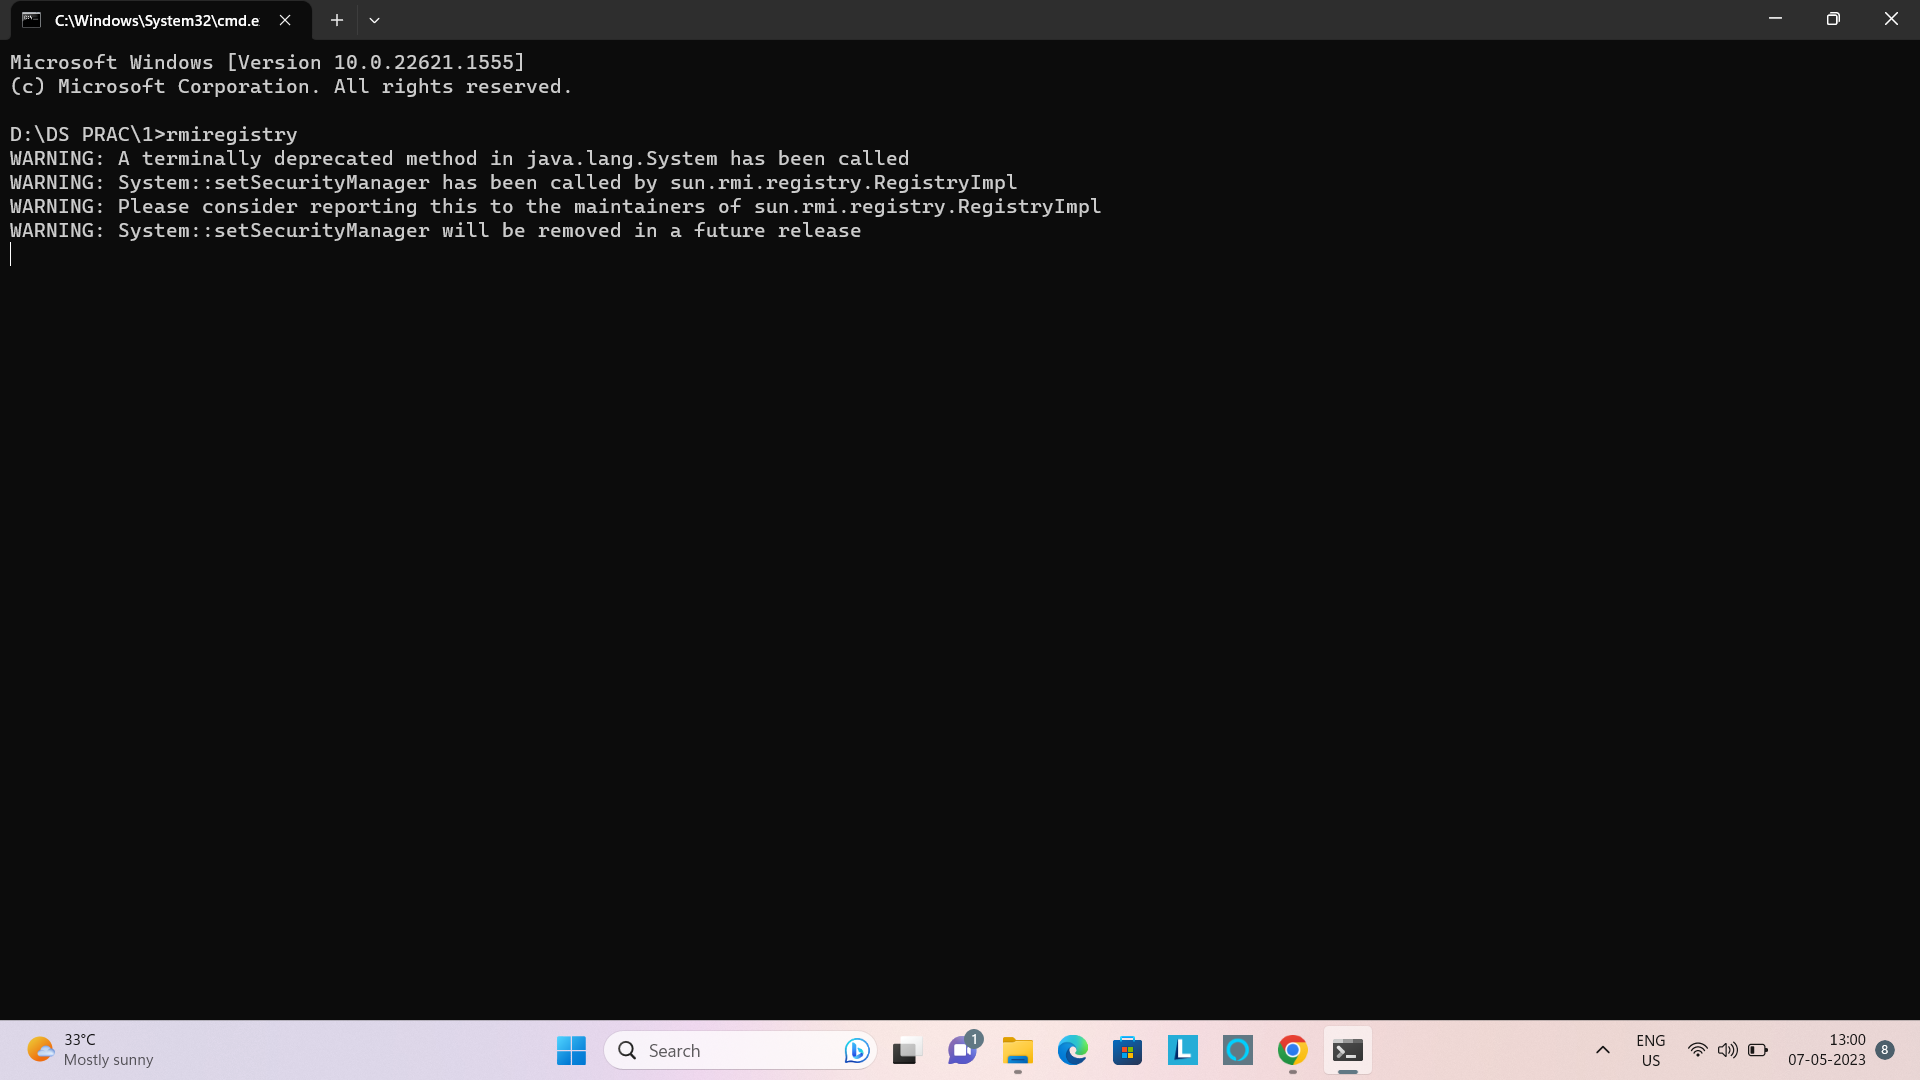 C:\Windows\System32\cmd.e
Microsoft Windows [Version 10.0.22621.1555]
(c) Microsoft Corporation. All rights reserved.
D:\DS PRAC\1>rmiregistry
WARNING: A terminally deprecated method in java.lang.System has been called
WARNING: System::setSecurityManager has been called by sun.rmi.registry.RegistryImpl
WARNING: Please consider reporting this to the maintainers of sun.rmi.registry.RegistryImpl
WARNING: System::setSecurityManager will be removed in a future release
33°C
Mostly sunny
Search
1
L
ENG
US
13:00
07-05-2023
8